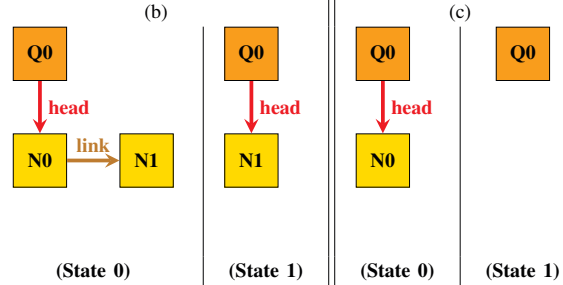 (b) (c)
Q0 Q0 Q0 Q0
head head head
link
N0 N1 N1 N0
(State 0) (State 1) (State 0) (State 1)